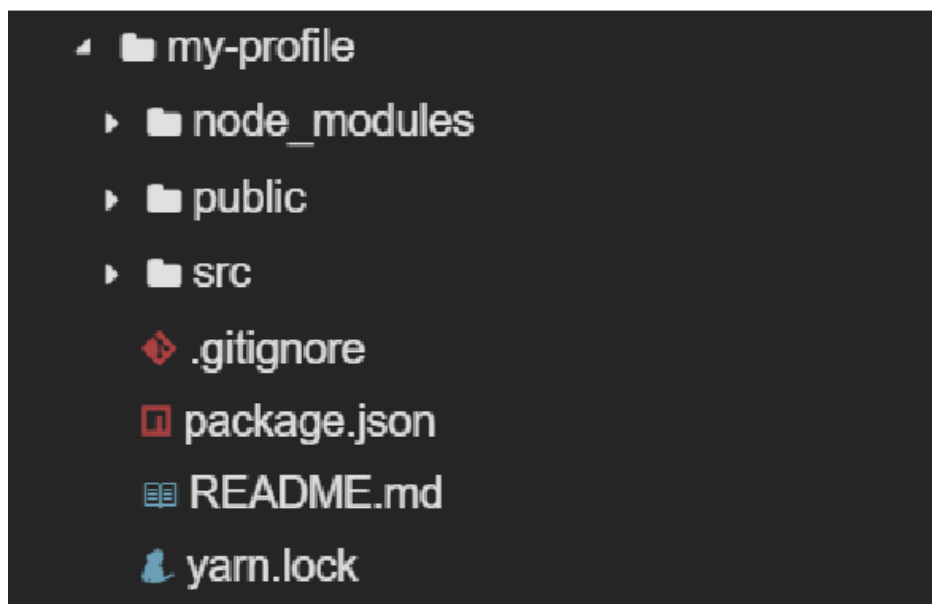 my-profile
node_modules
public
src
.gitignore
package.json
README.md
yarn.lock